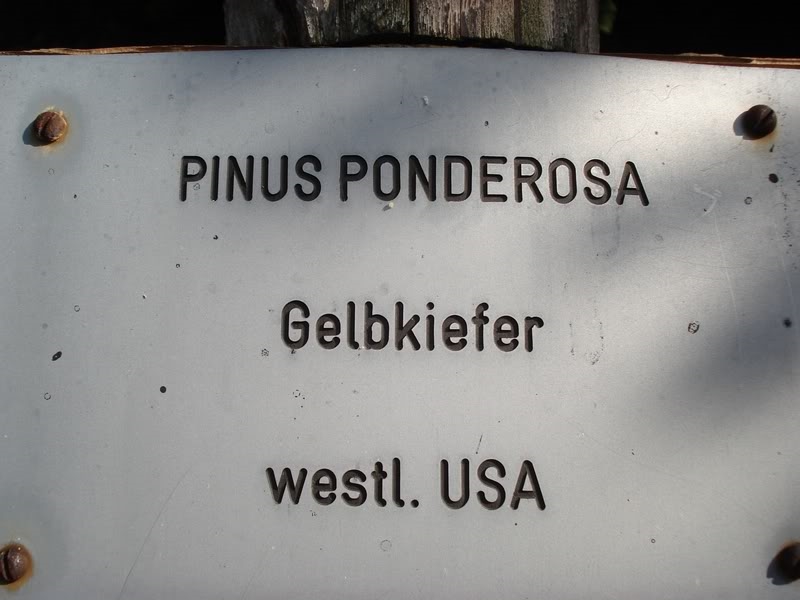 PINUS PONDEROSA
Gelbkiefer
westl. USA